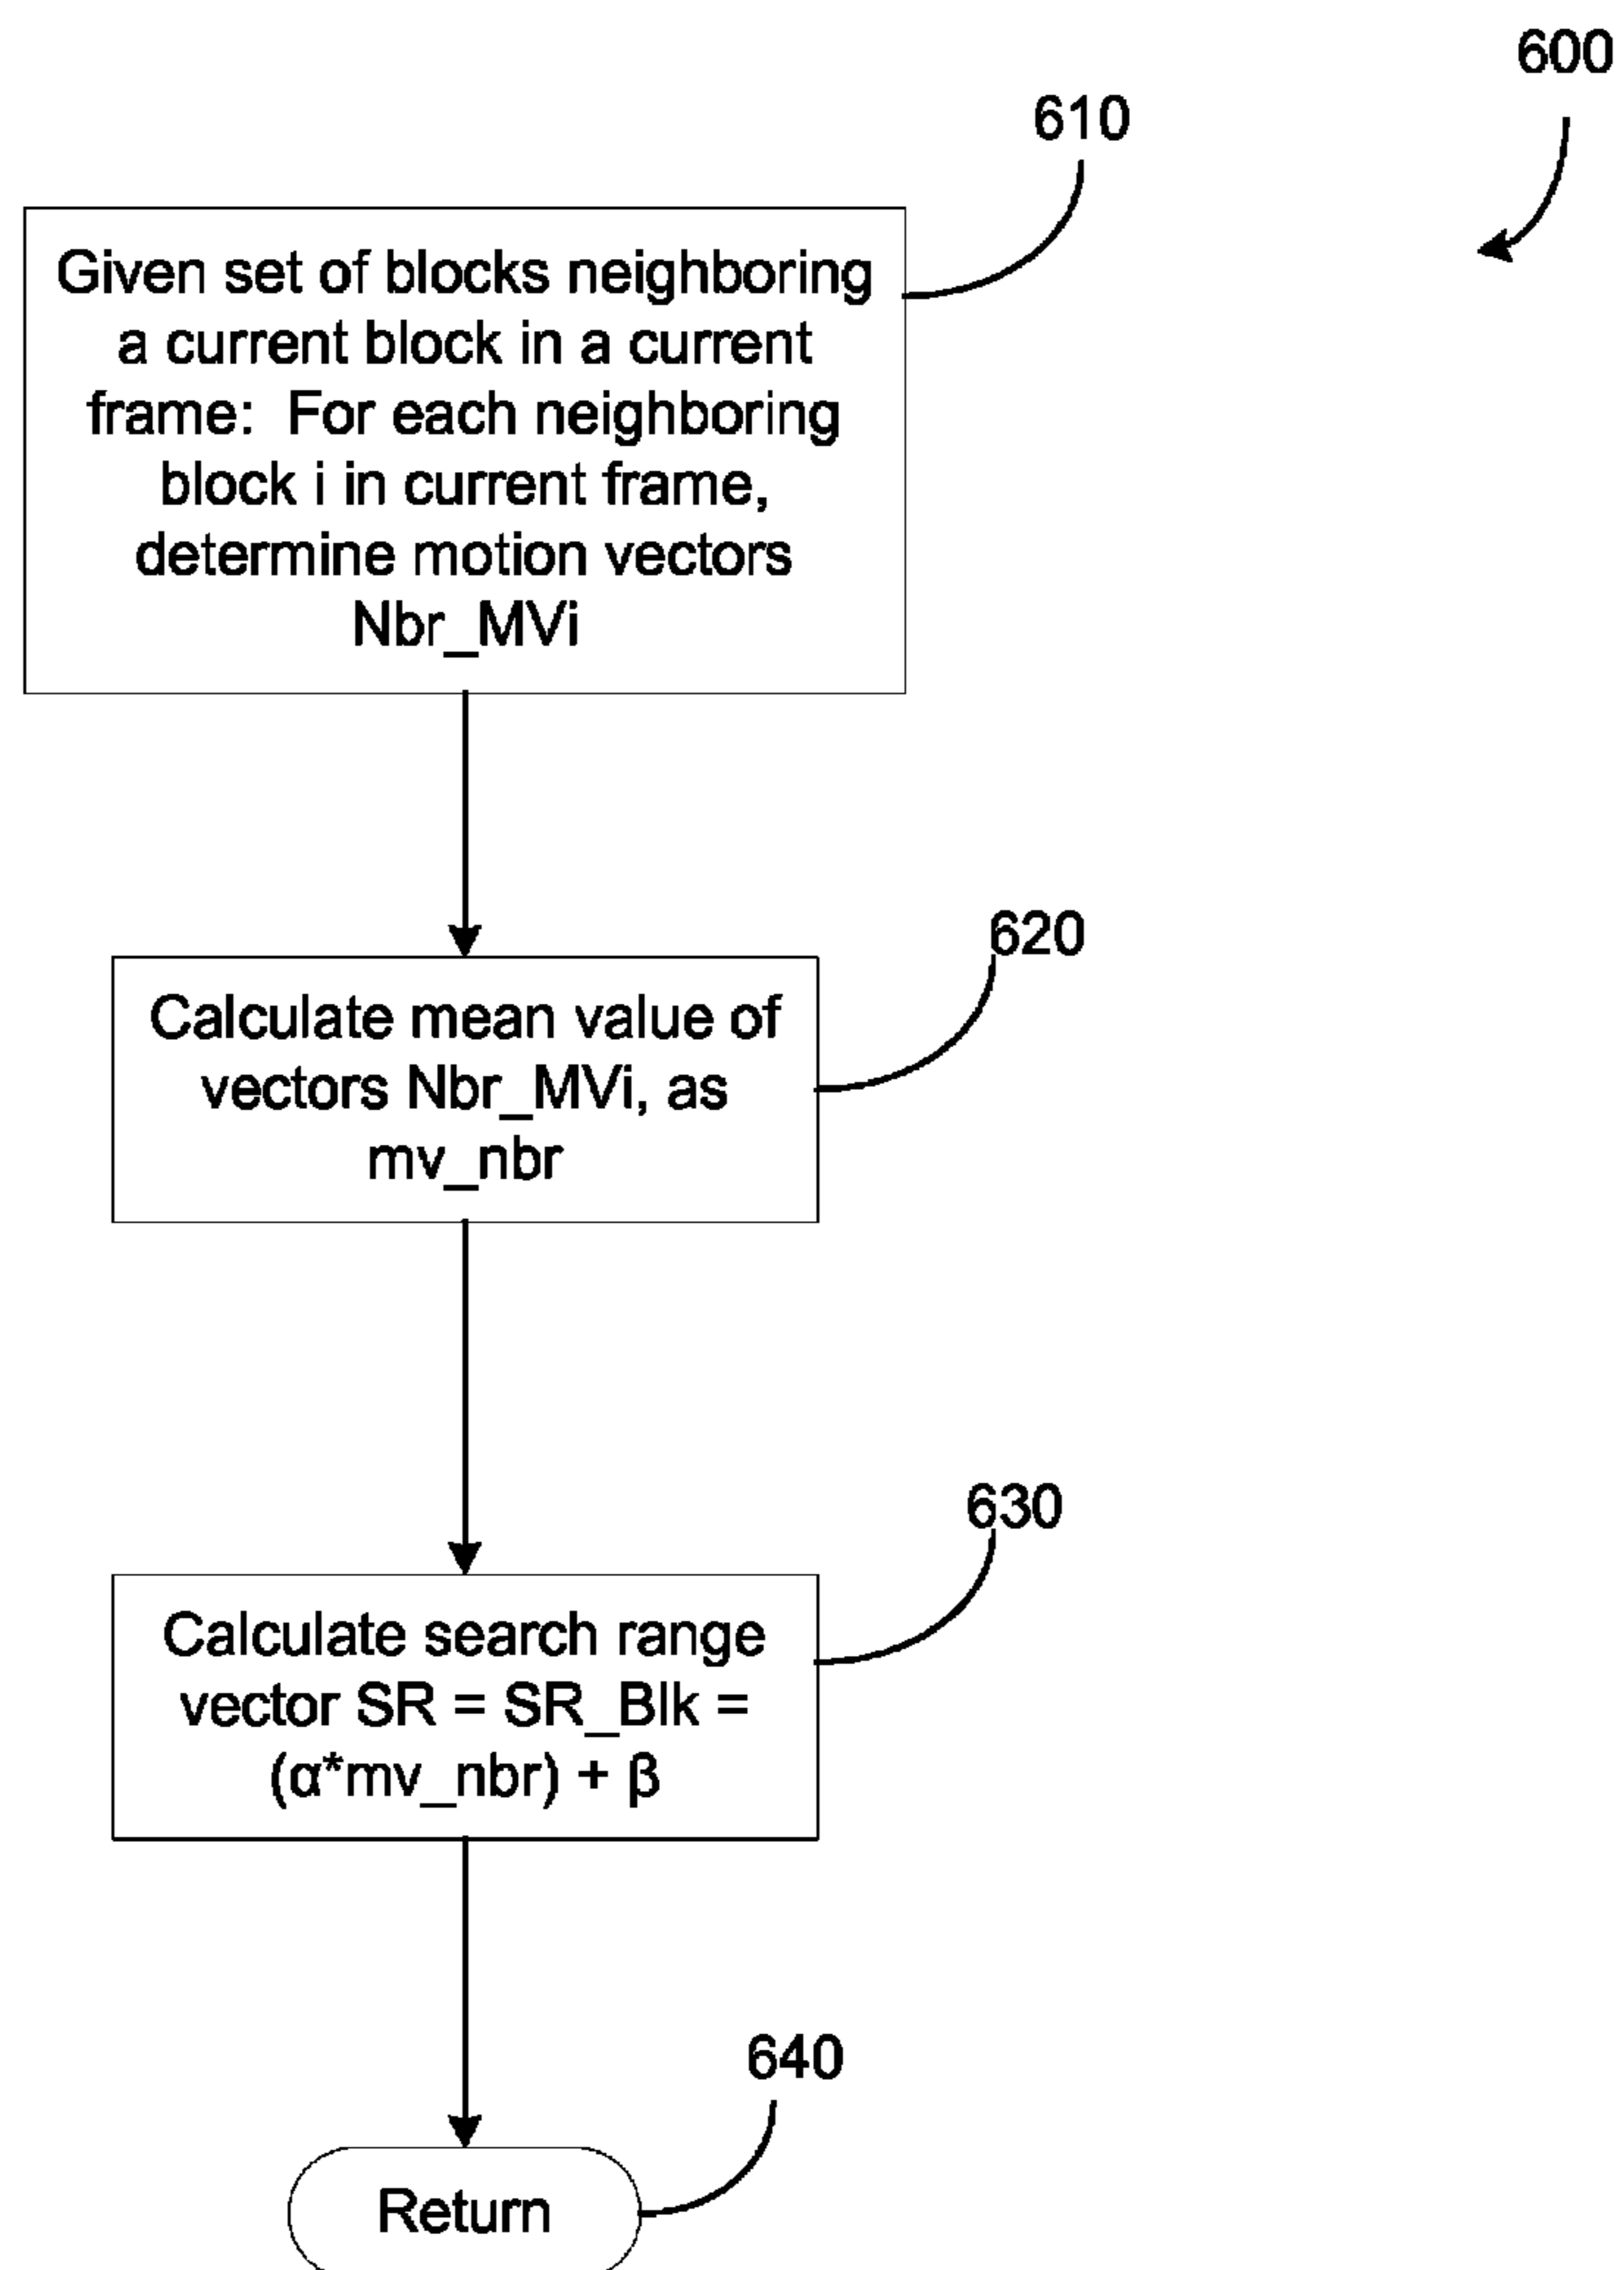 600
610
Given set of blocks neighboring
a current block in a current
frame:  For each neighboring
block i in current frame,
determine motion vectors
Nbr_MVi
620
Calculate mean value of
vectors Nbr_MVi, as
mv_nbr
630
Calculate search range
vector SR = SR_Blk =
(α*mv_nbr) + β
640
Return